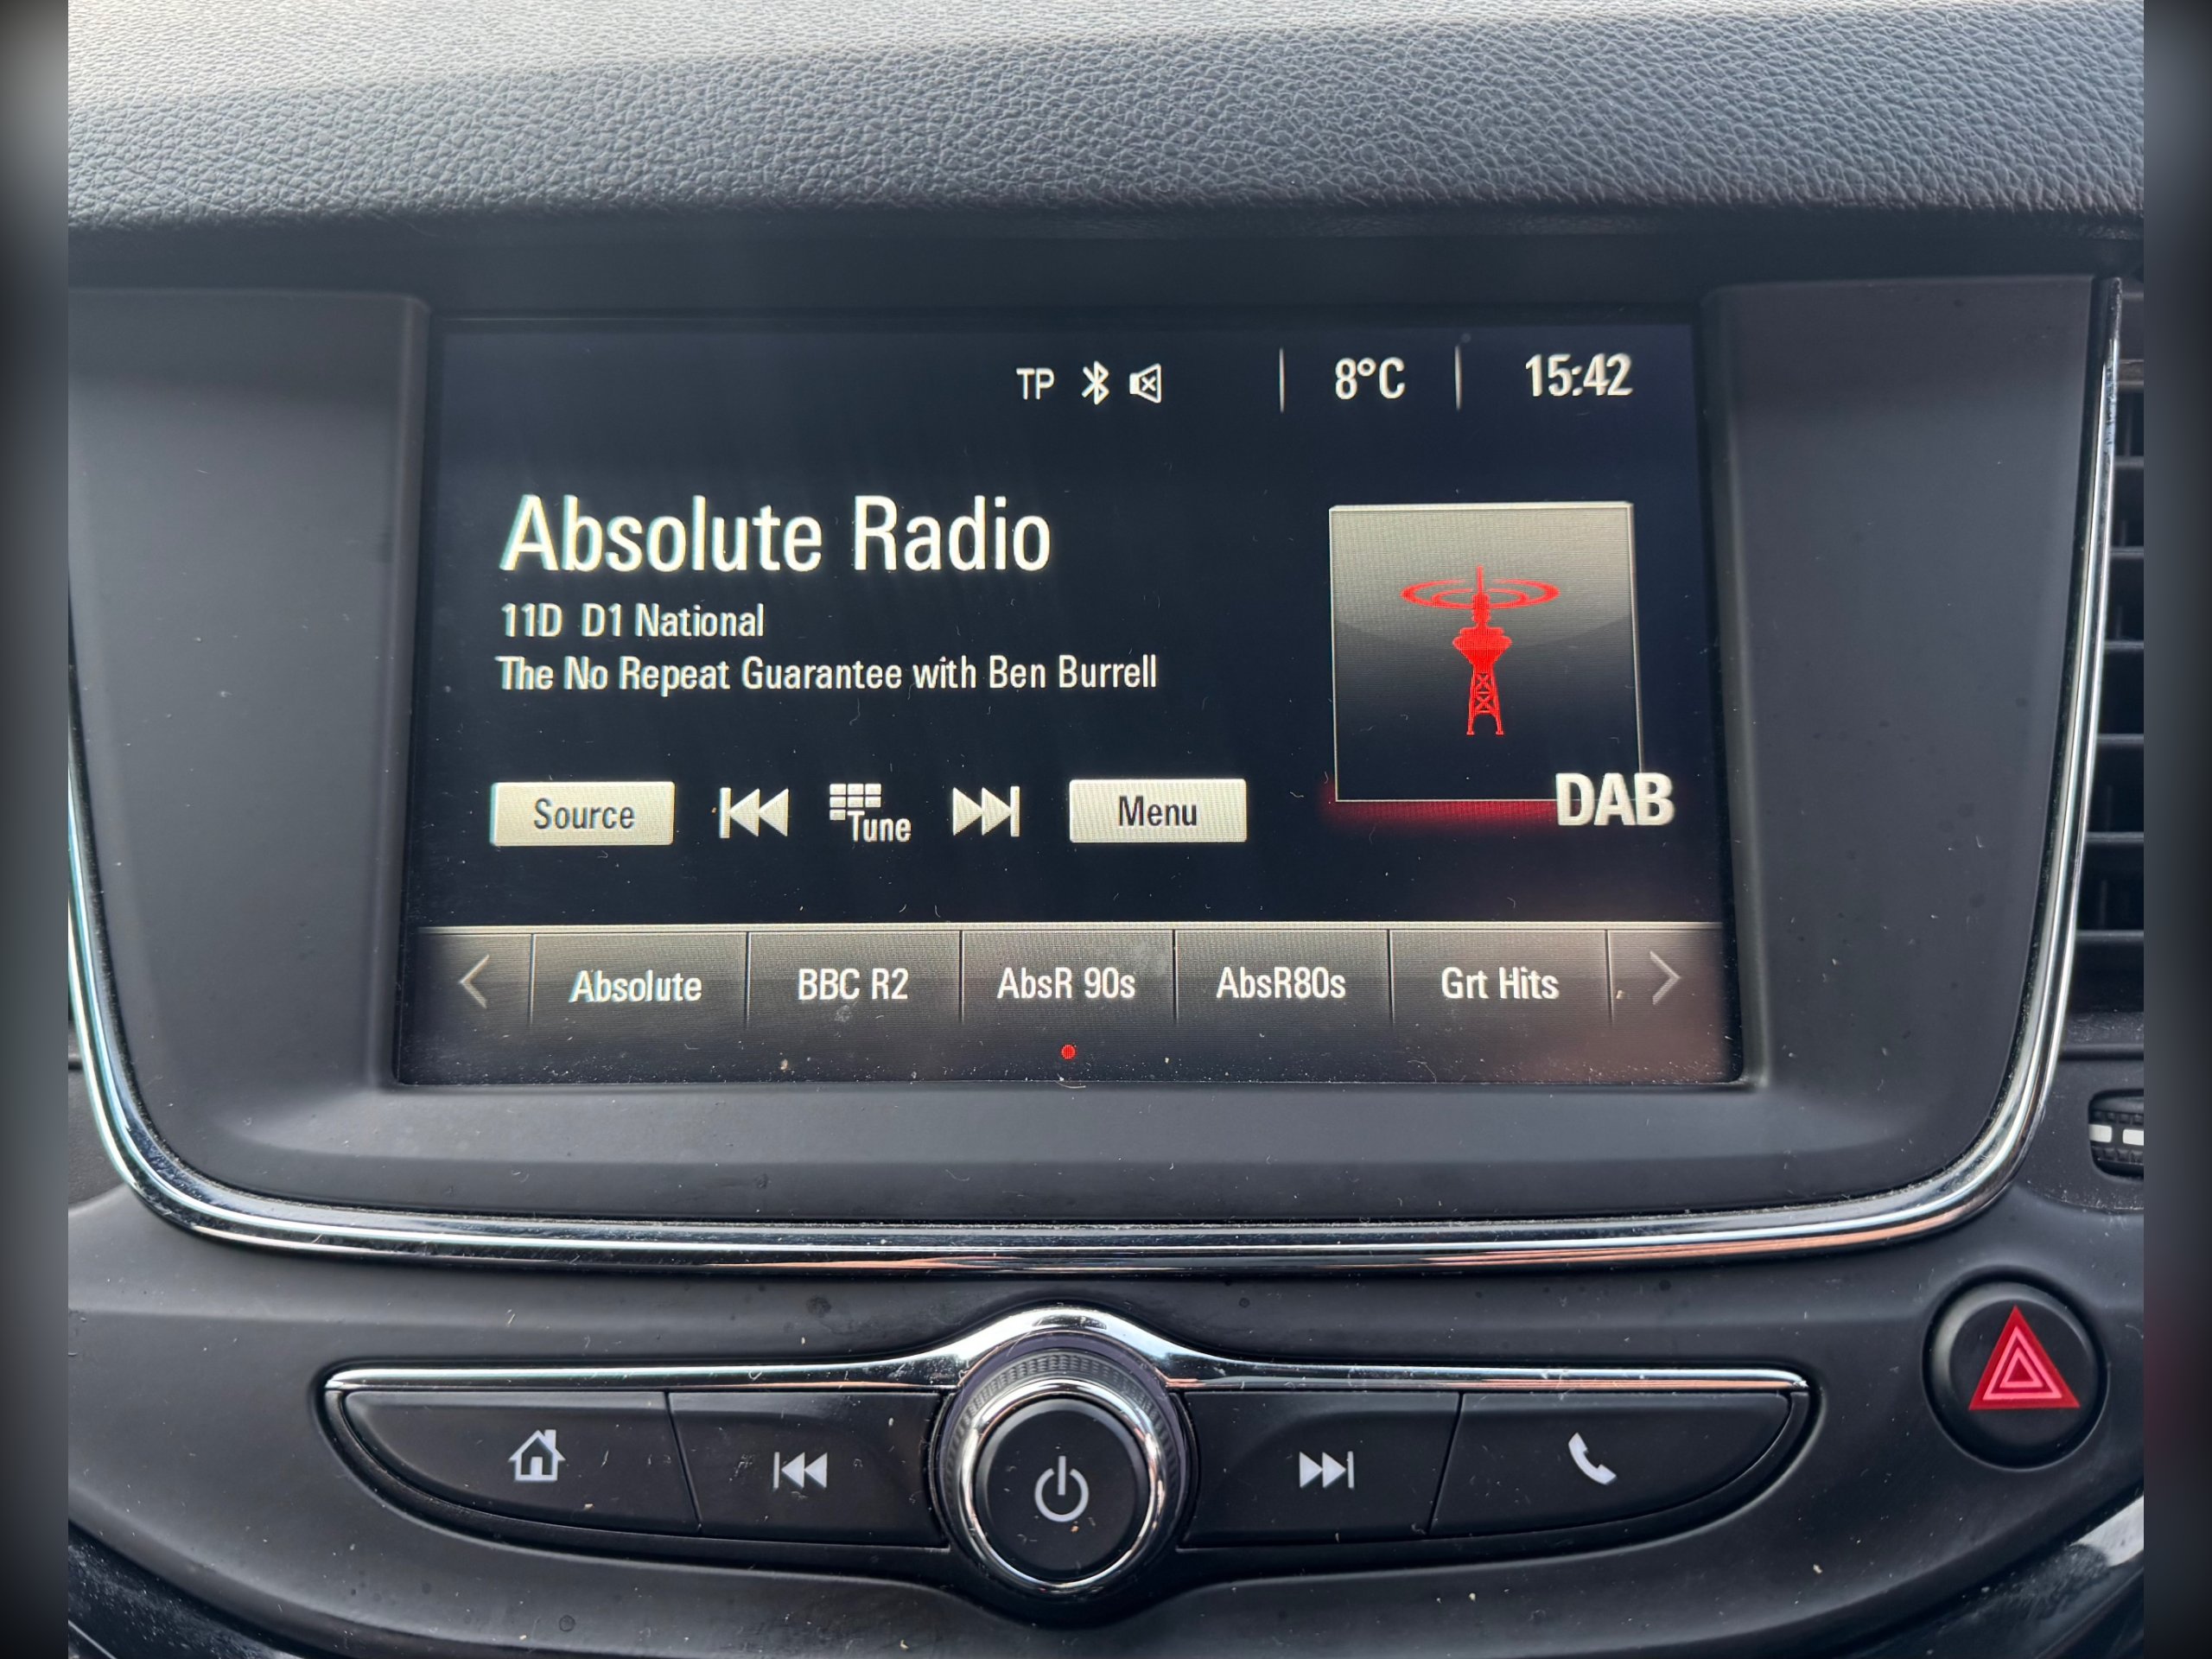 TP 8°C 15:42
Absolute Radio
11D D1 National
The No Repeat Guarantee with Ben Burrell
DAB
Source Tune Menu
Absolute BBC R2 AbsR 90s AbsR80s Grt Hits